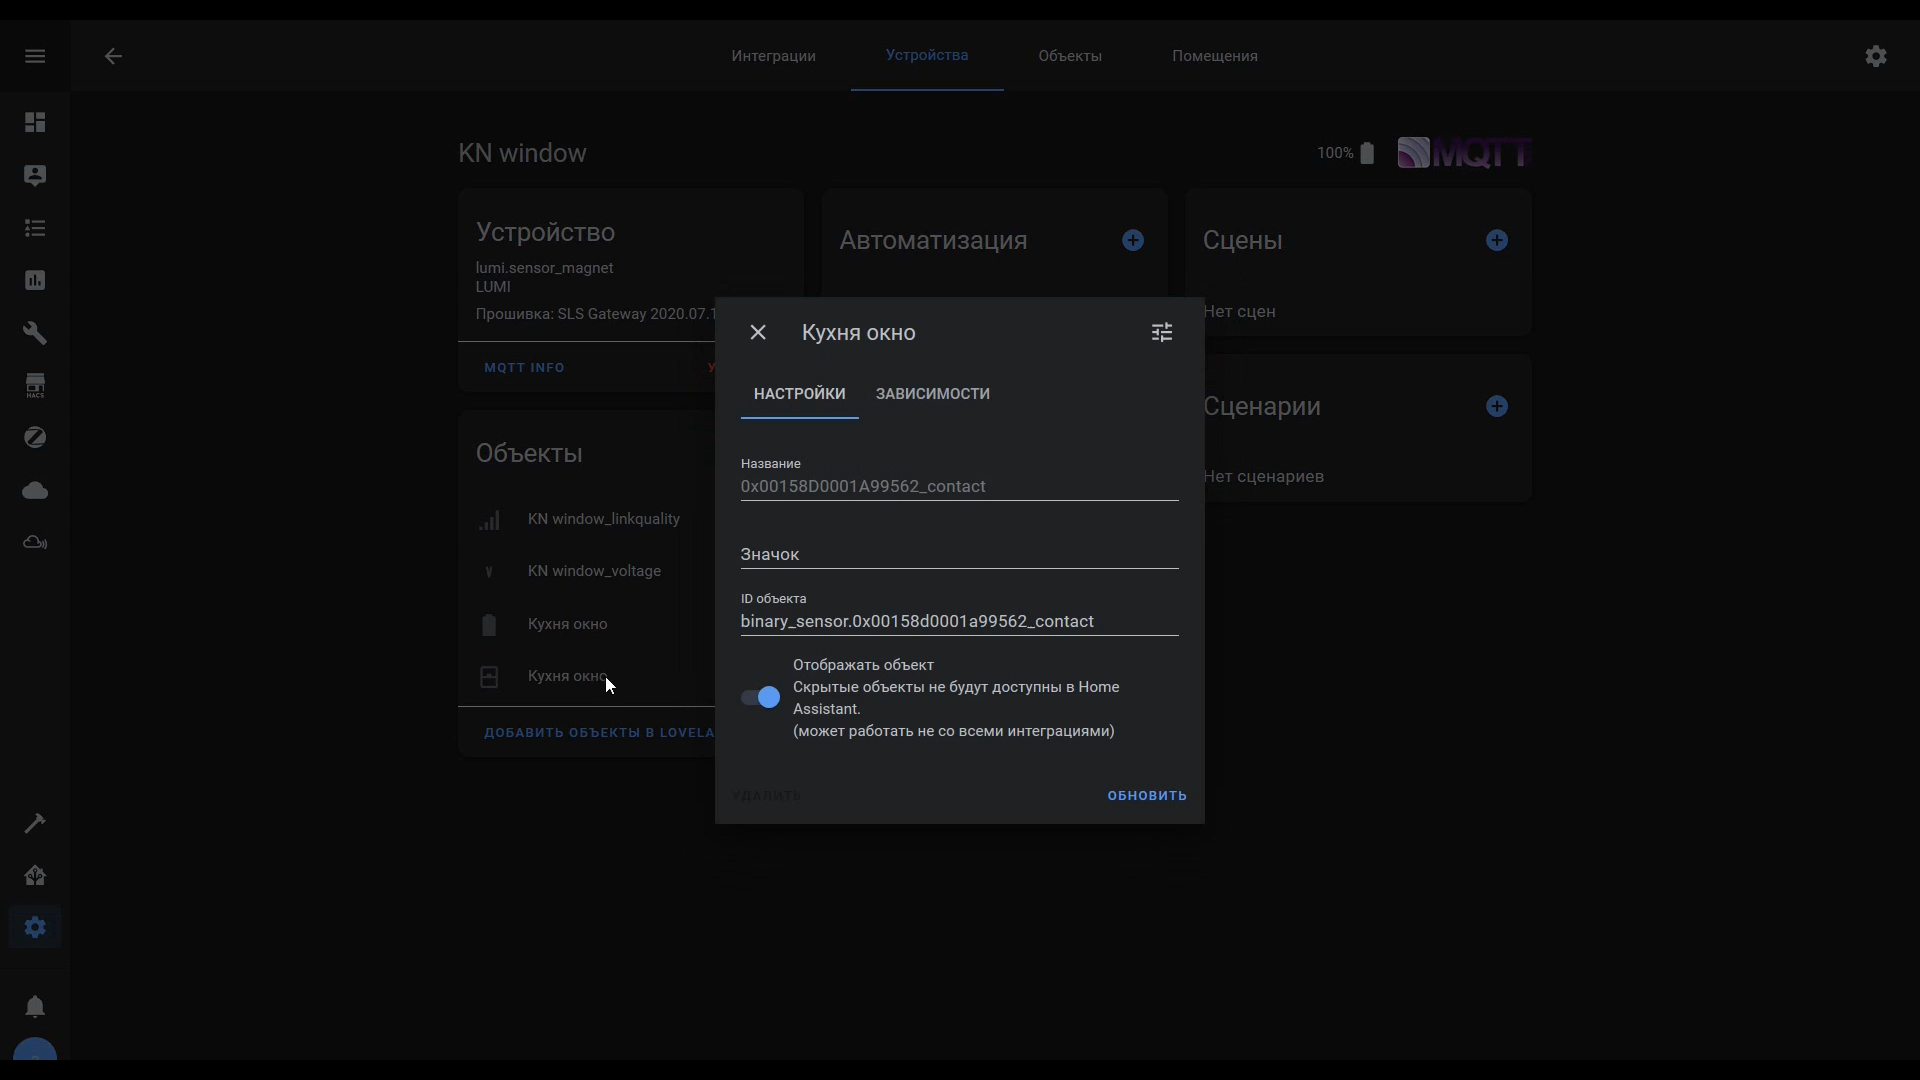 Интеграции
Устройства
Объекты
Помещения
KN window
100%
MQTT
Устройство
lumi.sensor_magnet
LUMI
Прошивка: SLS Gateway 2020.07.1
MQTT INFO
Автоматизация
Сцены
Нет сцен
Сценарии
Нет сценариев
Объекты
KN window_linkquality
KN window_voltage
Кухня окно
Кухня окно
ДОБАВИТЬ ОБЪЕКТЫ В LOVELA
HACS
Кухня окно
НАСТРОЙКИ
ЗАВИСИМОСТИ
Название
0x00158D0001A99562_contact
Значок
ID объекта
binary_sensor.0x00158d0001a99562_contact
Отображать объект
Скрытые объекты не будут доступны в Home
Assistant.
(может работать не со всеми интеграциями)
УДАЛИТЬ
ОБНОВИТЬ